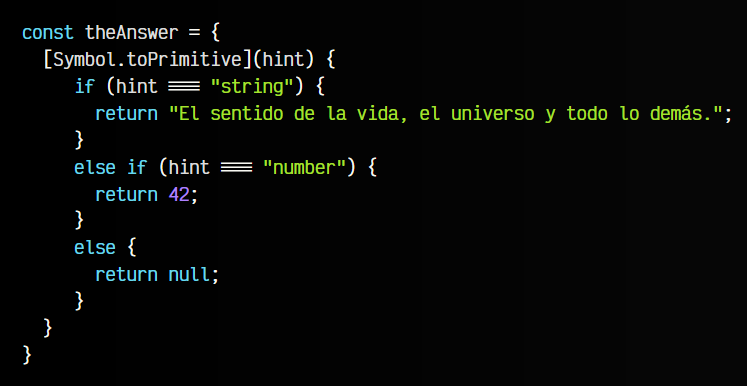 const theAnswer = {
  [Symbol.toPrimitive](hint) {
     if (hint === "string") {
       return "El sentido de la vida, el universo y todo lo demás.";
     }
     else if (hint === "number") {
       return 42;
     }
     else {
       return null;
     }
  }
}